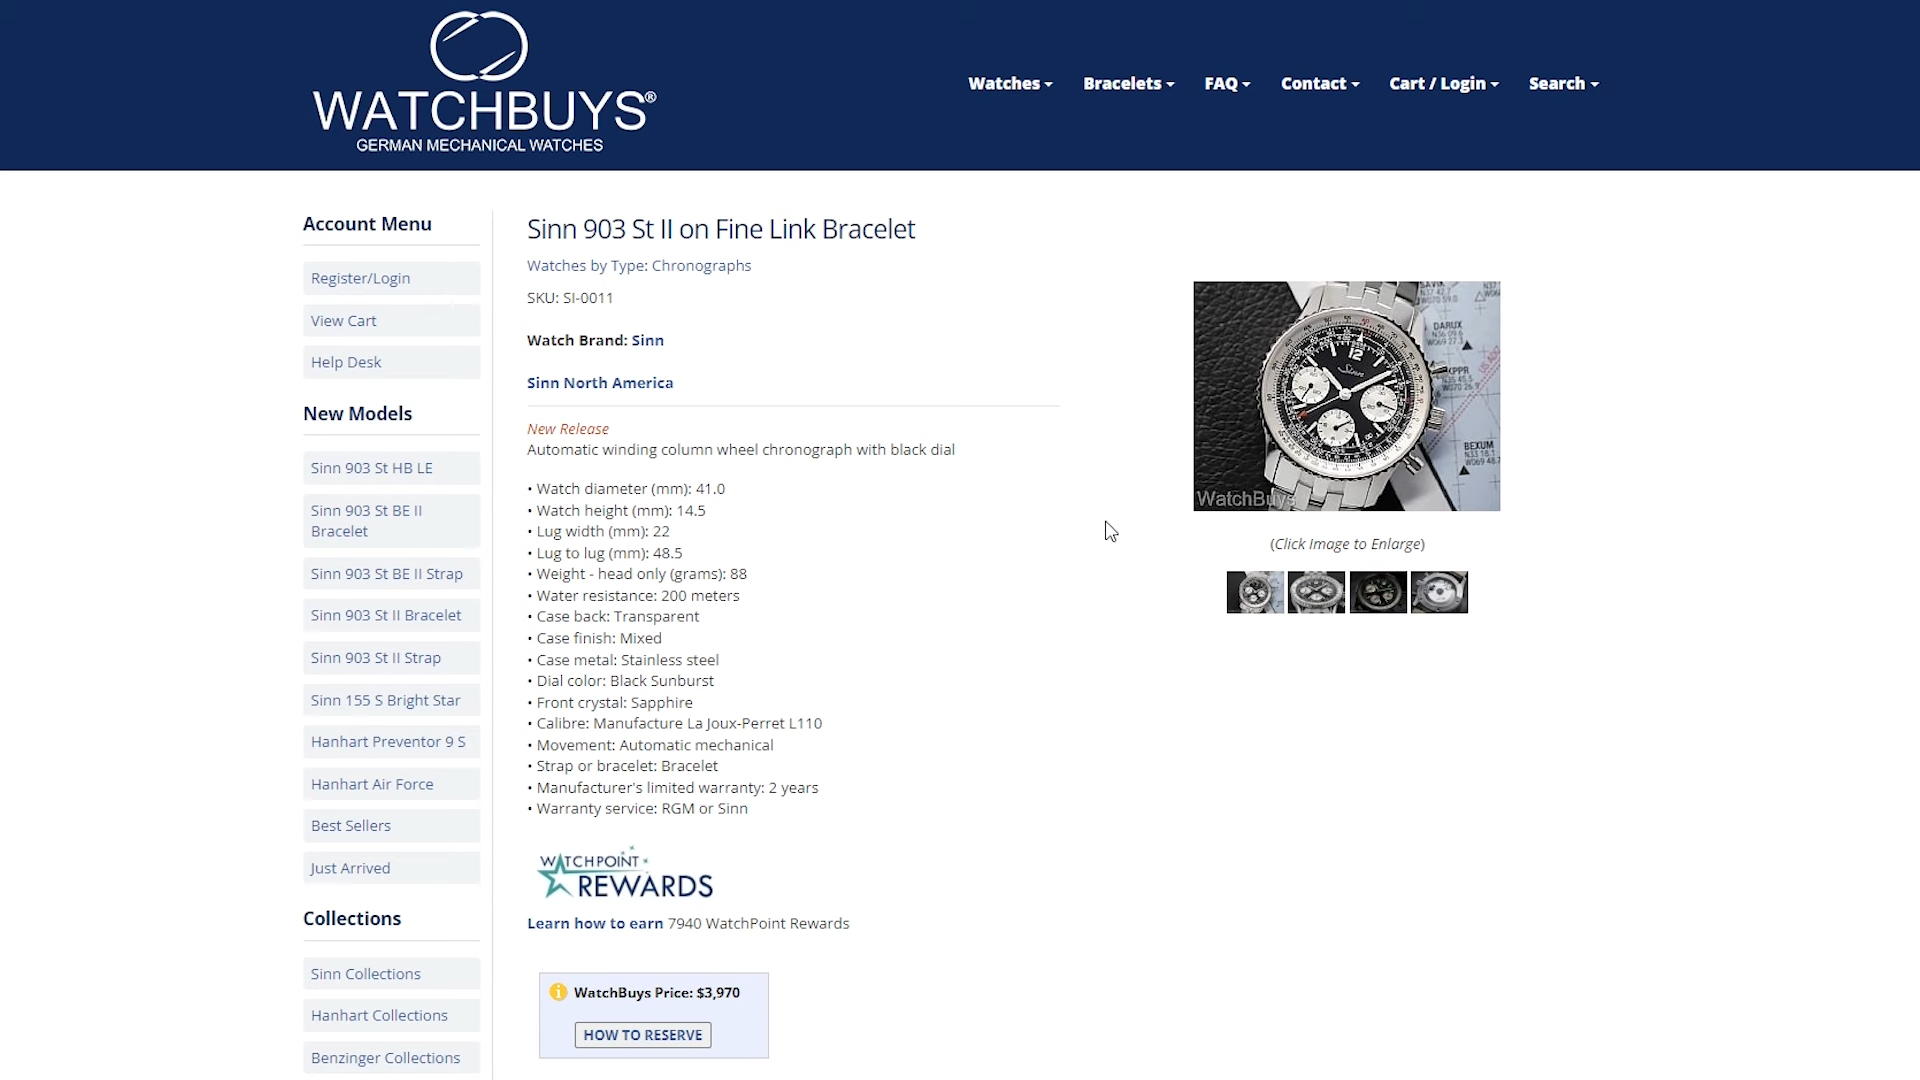 WATCHBUYS®
GERMAN MECHANICAL WATCHES
Watches
Bracelets
FAQ
Contact
Cart / Login
Search
Account Menu
Register/Login
View Cart
Help Desk
New Models
Sinn 903 St HB LE
Sinn 903 St BE II
Bracelet
Sinn 903 St BE II Strap
Sinn 903 St II Bracelet
Sinn 903 St II Strap
Sinn 155 S Bright Star
Hanhart Preventor 9 S
Hanhart Air Force
Best Sellers
Just Arrived
Collections
Sinn Collections
Hanhart Collections
Benzinger Collections
Sinn 903 St II on Fine Link Bracelet
Watches by Type: Chronographs
SKU: SI-0011
Watch Brand: Sinn
Sinn North America
New Release
Automatic winding column wheel chronograph with black dial
• Watch diameter (mm): 41.0
• Watch height (mm): 14.5
• Lug width (mm): 22
• Lug to lug (mm): 48.5
• Weight - head only (grams): 88
• Water resistance: 200 meters
• Case back: Transparent
• Case finish: Mixed
• Case metal: Stainless steel
• Dial color: Black Sunburst
• Front crystal: Sapphire
• Calibre: Manufacture La Joux-Perret L110
• Movement: Automatic mechanical
• Strap or bracelet: Bracelet
• Manufacturer's limited warranty: 2 years
• Warranty service: RGM or Sinn
WATCHPOINT
REWARDS
Learn how to earn 7940 WatchPoint Rewards
WatchBuys Price: $3,970
HOW TO RESERVE
DARUX
BEXUM
12
Sinn
WatchBuys
(Click Image to Enlarge)